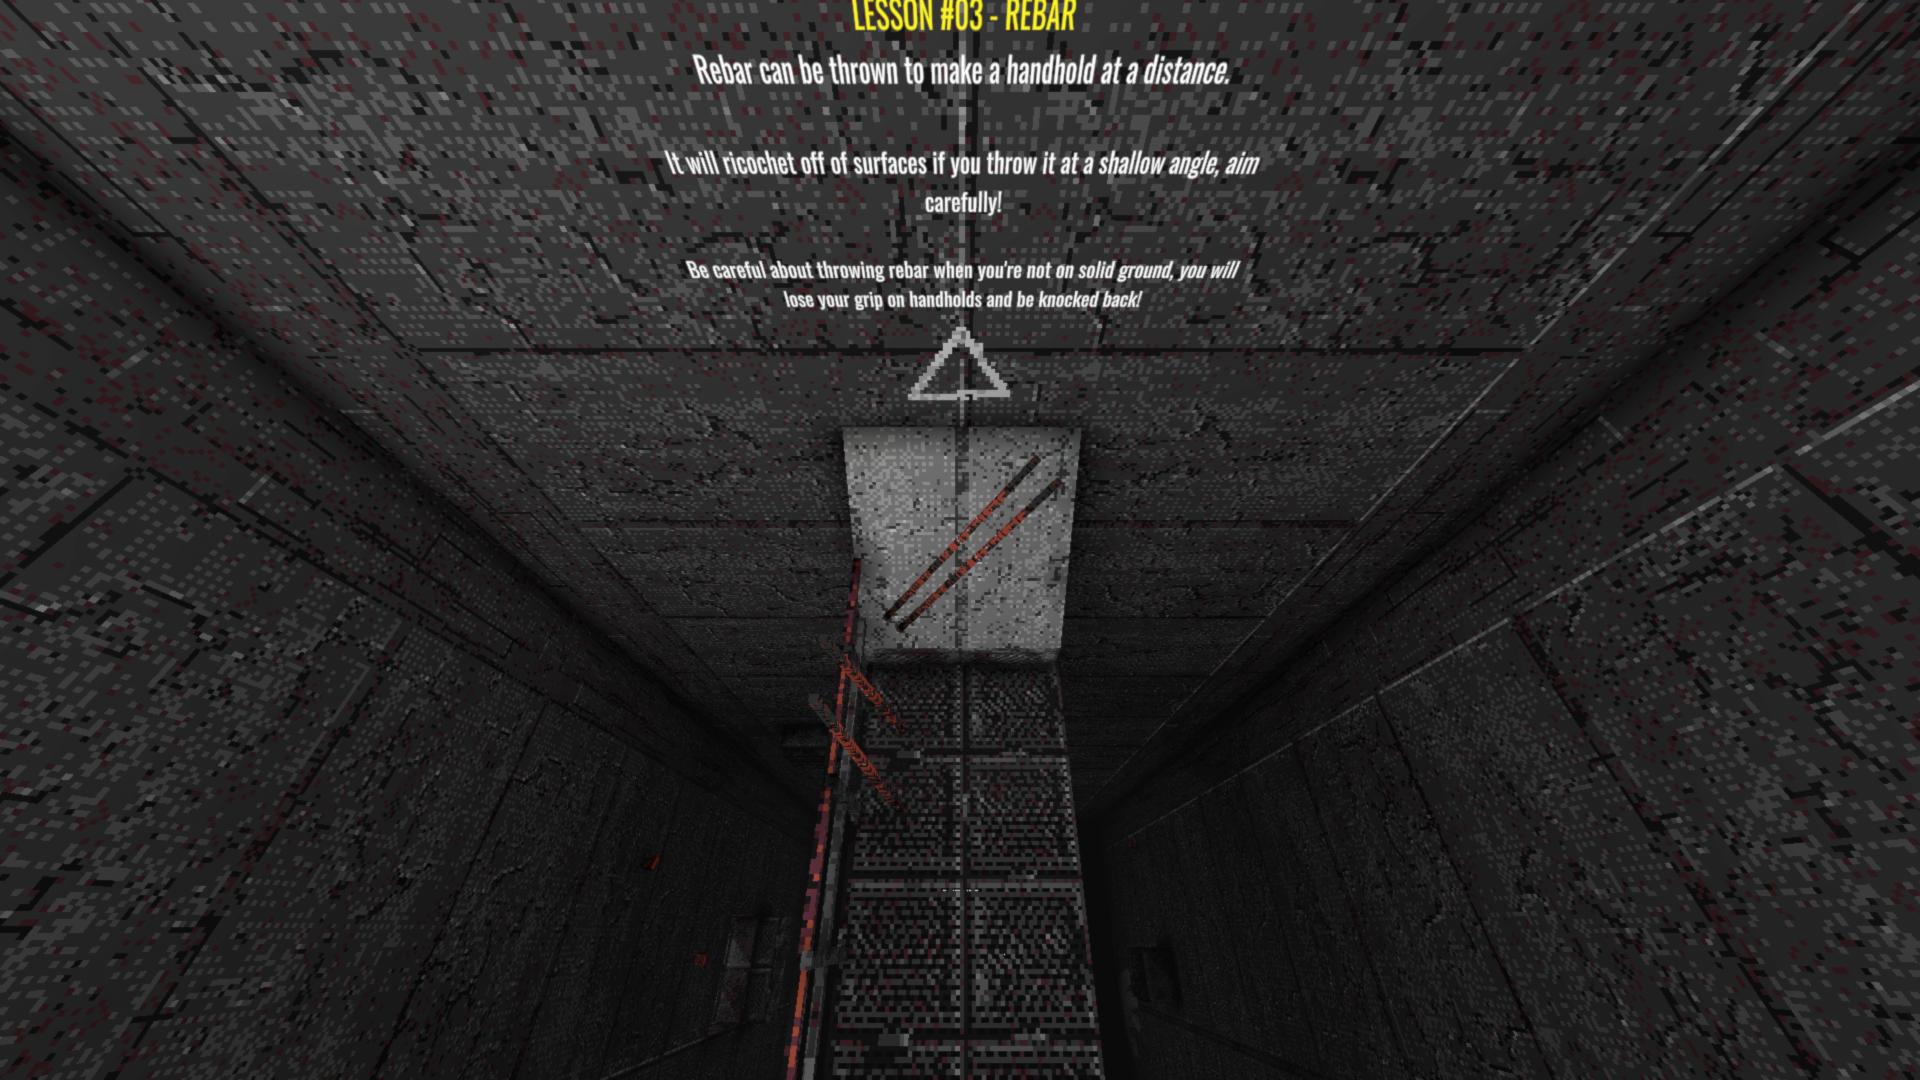 LESSON #03 - REBAR
Rebar can be thrown to make a handhold at a distance.
It will ricochet off of surfaces if you throw it at a shallow angle, aim
carefully!
Be careful about throwing rebar when you're not on solid ground, you will
lose your grip on handholds and be knocked back!